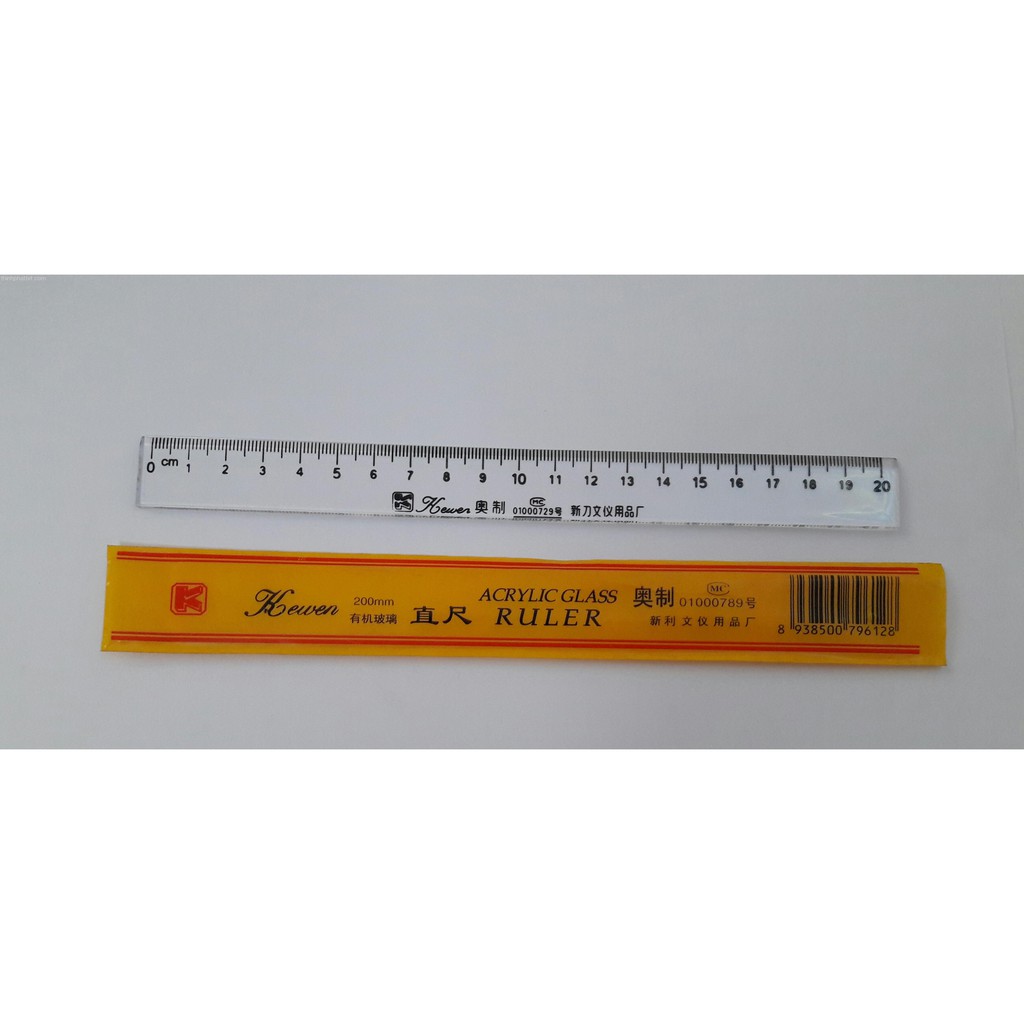 0 cm 1 2 3 4 5 6 7 8 9 10 11 12 13 14 15 16 17 18 19 20
Kewen 奥制 MC 01000729号 新刀文仪用品厂
Kewen 200mm 有机玻璃 直尺 ACRYLIC GLASS RULER 奥制 MC 01000789号 新利文仪用品厂
8 938500 796128